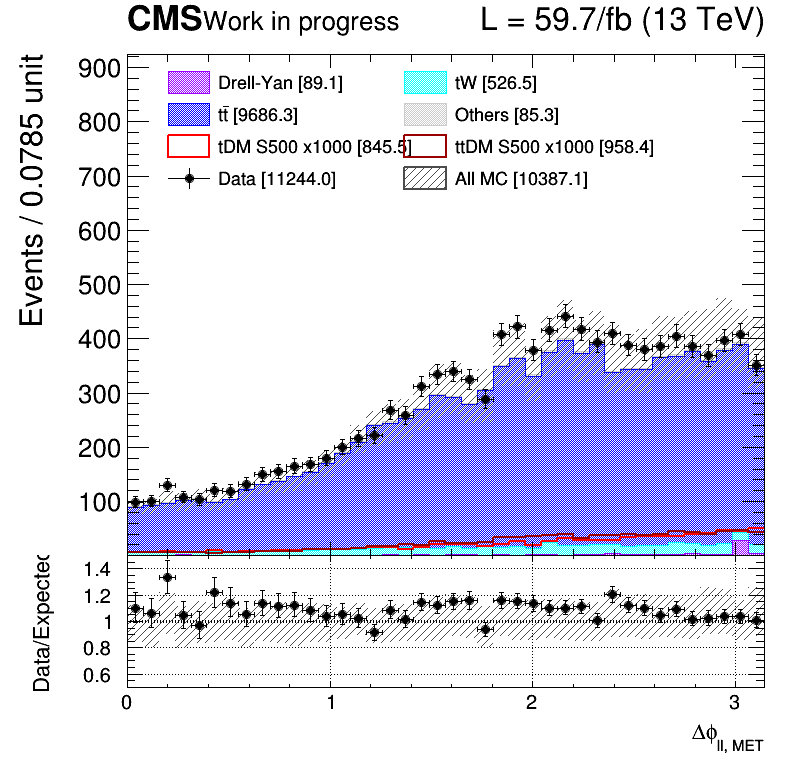 CMS Work in progress L = 59.7/fb (13 TeV)
Events / 0.0785 unit
900
800
700
600
500
400
300
200
100
Drell-Yan [89.1] tW [526.5]
tt̄ [9686.3] Others [85.3]
tDM S500 x1000 [845.5] ttDM S500 x1000 [958.4]
Data [11244.0] All MC [10387.1]
Data/Expected
1.4
1.2
1
0.8
0.6
0 1 2 3
Δϕll, MET